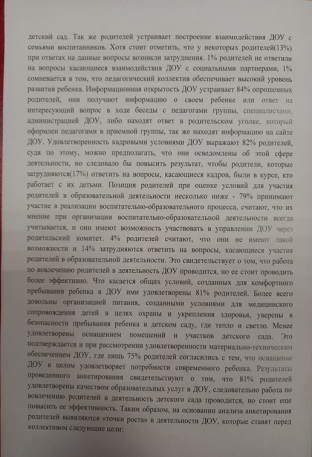 детский сад. Так же родителей устраивает построение взаимодействия ДОУ с
семьями воспитанников. Хотя стоит отметить, что у некоторых родителей(13%)
при ответах на данные вопросы возникли затруднения. 1% родителей не ответили
на вопросы касающиеся взаимодействия ДОУ с социальными партнерами, 1%
сомневается в том, что педагогический коллектив обеспечивает высокий уровень
развития ребенка. Информационная открытость ДОУ устраивает 84% опрошенных
родителей, они получают информацию о своем ребенке или ответ на
интересующий вопрос в ходе беседы с педагогами группы, специалистами,
администрацией ДОУ, либо находят ответ в родительском уголке, который
оформлен педагогами в приемной группы, так же находят информацию на сайте
ДОУ. Удовлетворенность кадровыми условиями ДОУ выражают 82% родителей,
судя по этому, можно предполагать, что они осведомлены об этой сфере
деятельности, но следовало бы повысить результат, чтобы родители, которые
затрудняются(17%) ответить на вопросы, касающиеся кадров, были в курсе, кто
работает с их детьми. Позиция родителей при оценке условий для участия
родителей в образовательной деятельности несколько ниже - 79% принимают
участие в реализации воспитательно-образовательного процесса, считают, что их
мнение при организации воспитательно-образовательной деятельности всегда
учитывается, и они имеют возможность участвовать в управлении ДОУ через
родительский комитет. 4% родителей считают, что они не имеют такой
возможности и 14% затрудняются ответить на вопросы, касающиеся участия
родителей в образовательной деятельности. Это свидетельствует о том, что работа
по вовлечению родителей в деятельность ДОУ проводится, но ее стоит проводить
более эффективно. Что касается общих условий, созданных для комфортного
пребывания ребенка в ДОУ ими удовлетворены 81% родителей. Более всего
довольны организацией питания, созданными условиями для медицинского
сопровождения детей в целях охраны и укрепления здоровья, уверены в
безопасности пребывания ребенка в детском саду, где тепло и светло. Менее
удовлетворены оснащением помещений и участков детского сада. Это
подтверждается и при рассмотрении удовлетворенности материально-техническим
обеспечением ДОУ, где лишь 75% родителей согласились с тем, что оснащение
ДОУ в целом удовлетворяет потребности современного ребенка. Результаты
проведенного анкетирования свидетельствуют о том, что 81% родителей
удовлетворены качеством образовательных услуг в ДОУ, следовательно работа по
вовлечению родителей в деятельность детского сада проводится, но стоит еще
повысить ее эффективность. Таким образом, на основании анализа анкетирования
родителей выявляются «точки роста» в деятельности ДОУ, которые ставят перед
коллективом следующие цели: